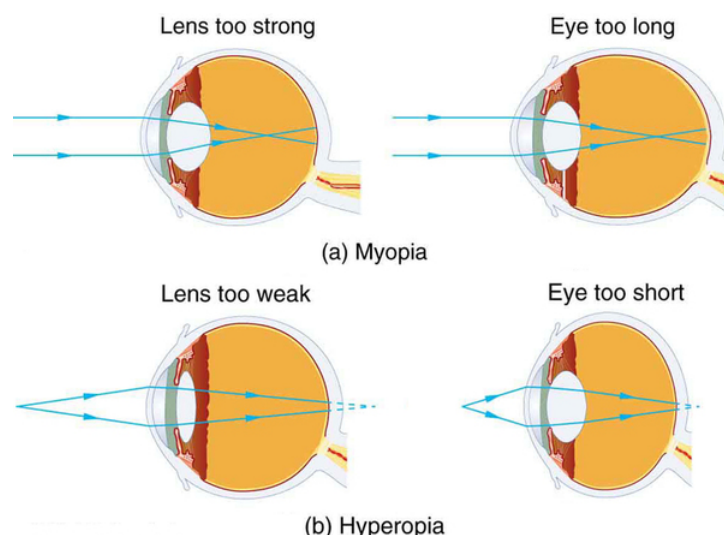 Lens too strong
Eye too long
(a) Myopia
Lens too weak
Eye too short
(b) Hyperopia